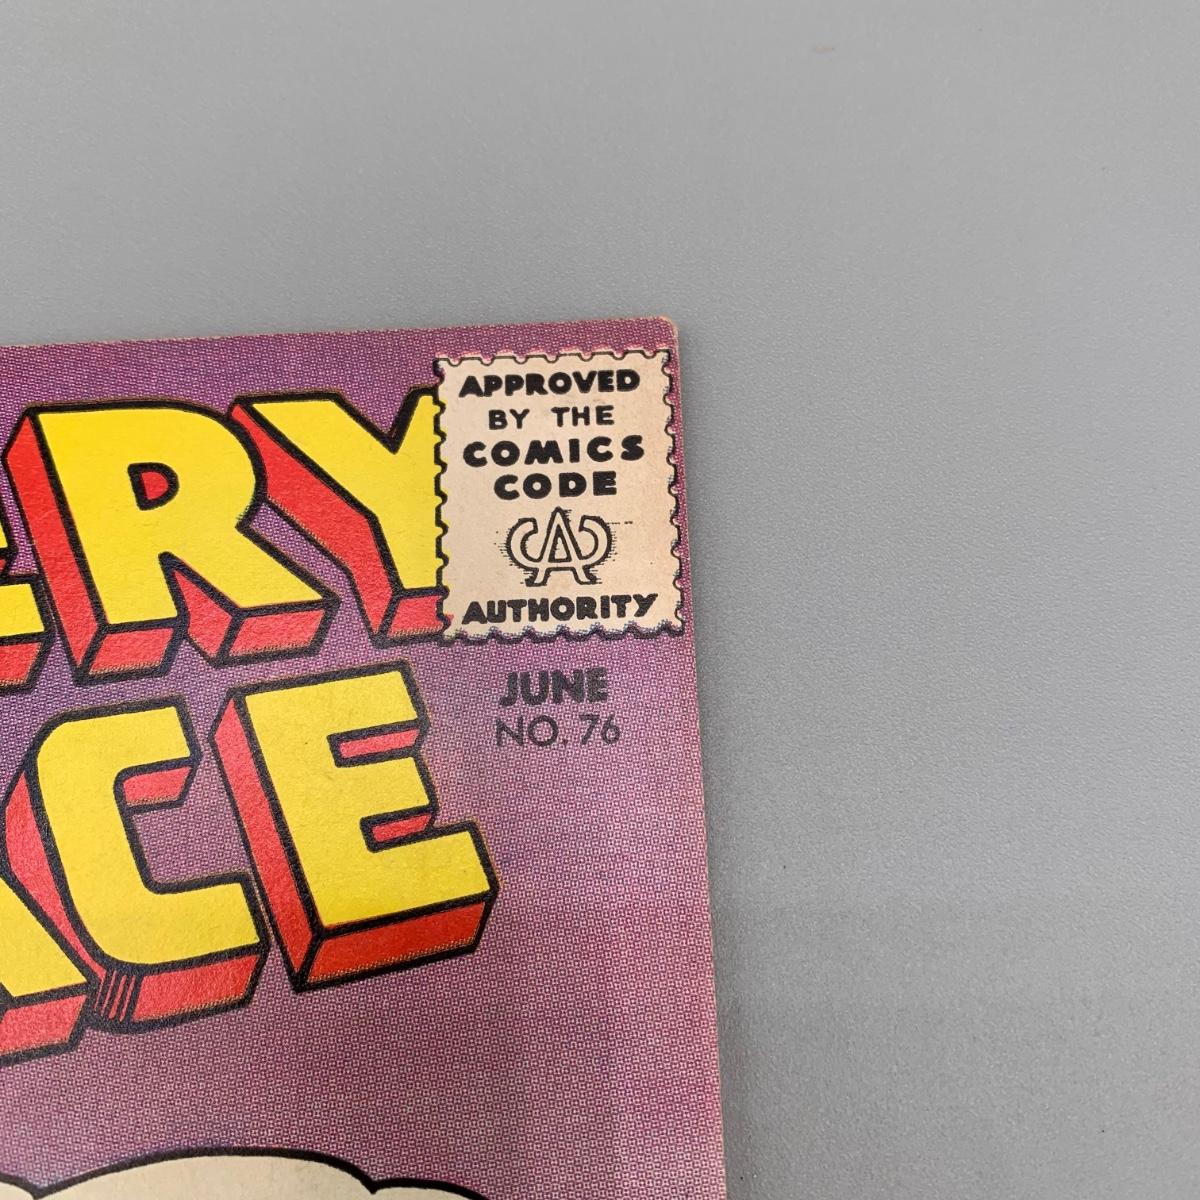 ERY
ACE
APPROVED
BY THE
COMICS
CODE
CA
AUTHORITY
JUNE
NO. 76